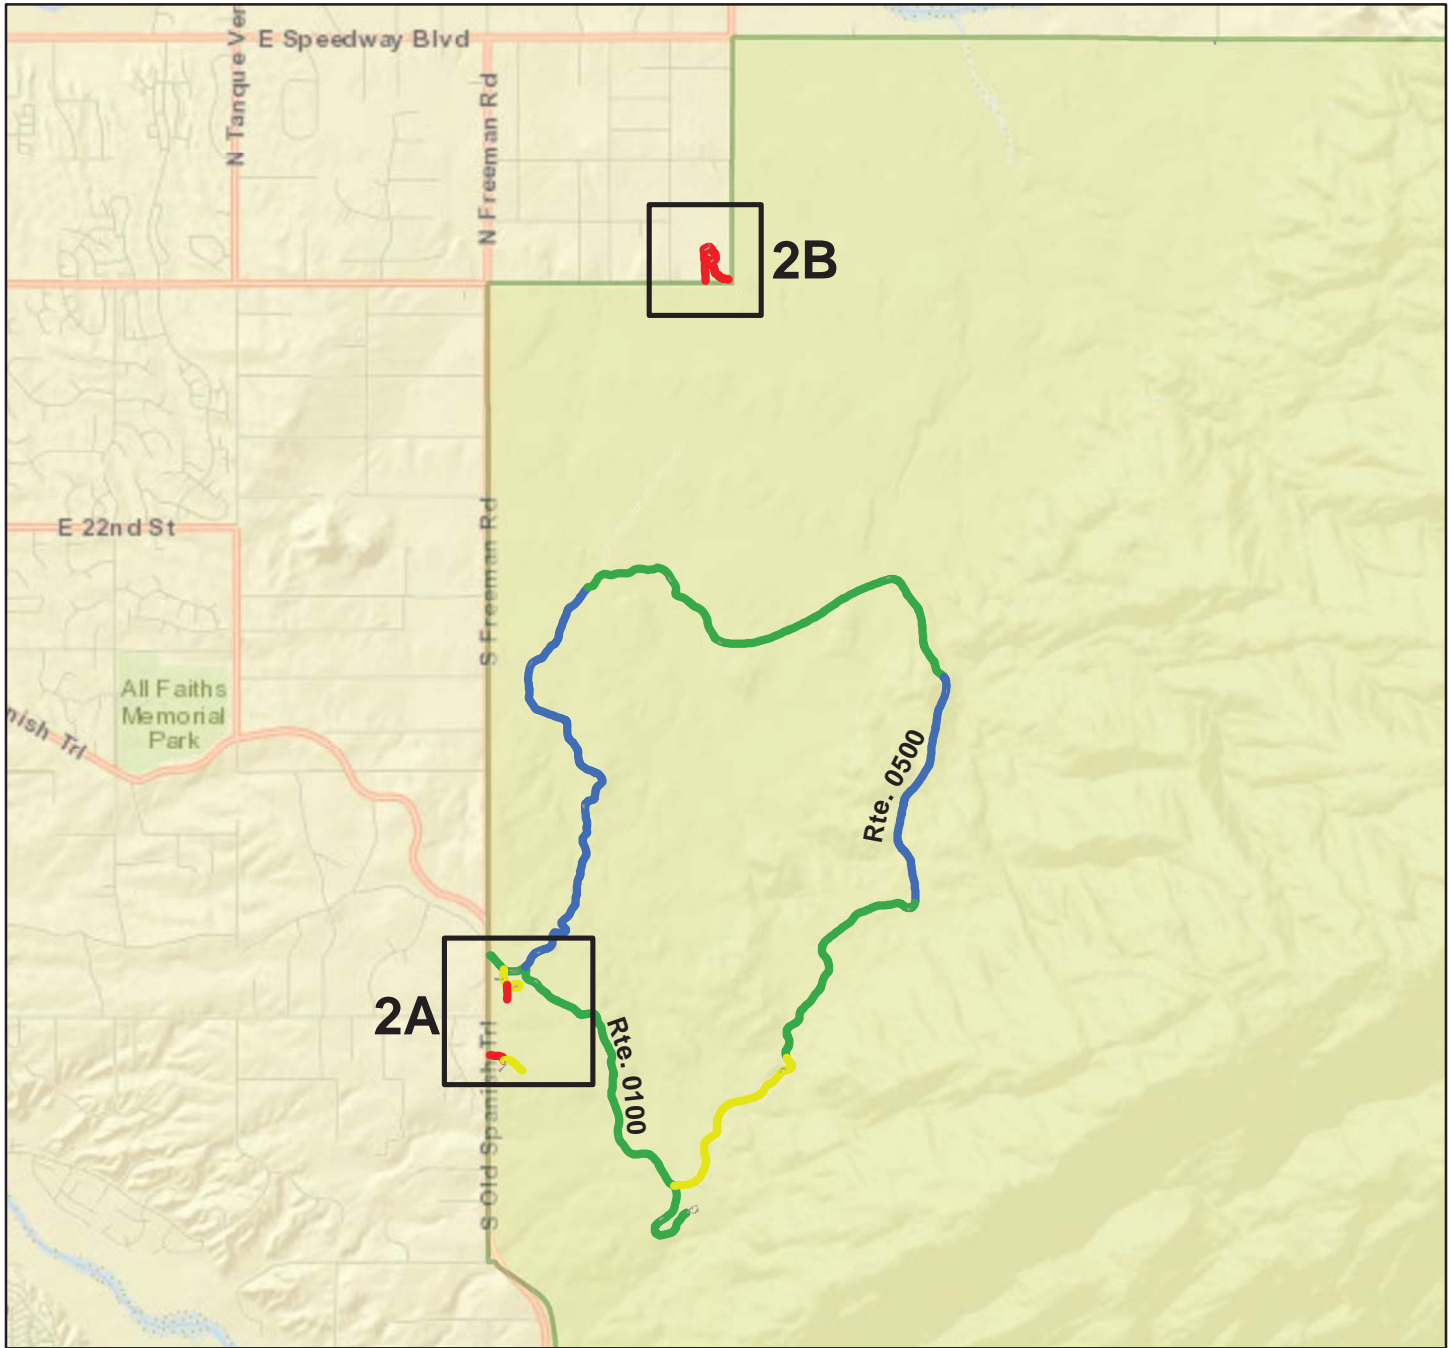 E Speedway Blvd
N Tanque Ver
N Freeman Rd
2B
E 22nd St
S Freeman Rd
All Faiths
Memorial
Park
nish Trl
Rte. 0500
2A
Rte. 0100
S Old Spanish Trl